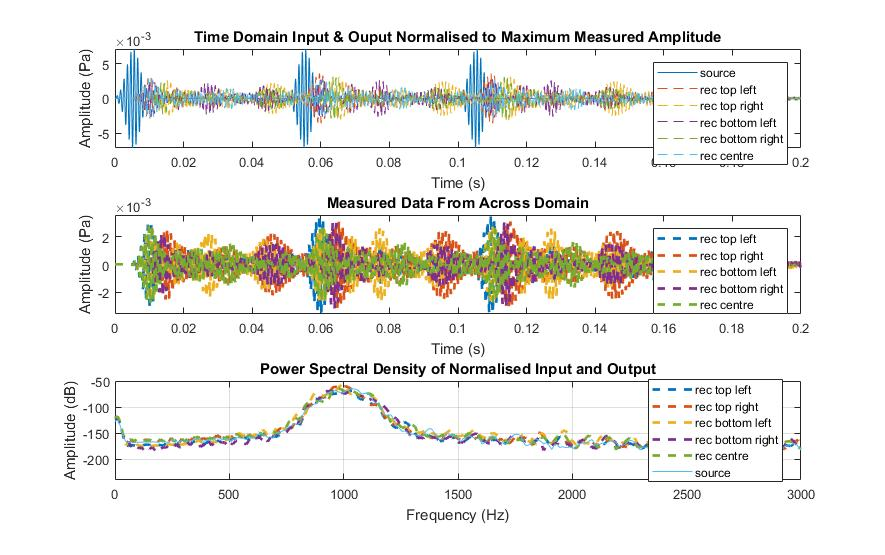 Time Domain Input & Ouput Normalised to Maximum Measured Amplitude
×10-3
5
0
-5
Amplitude (Pa)
source
rec top left
rec top right
rec bottom left
rec bottom right
rec centre
0 0.02 0.04 0.06 0.08 0.1 0.12 0.14 0.16 0.18 0.2
Time (s)
Measured Data From Across Domain
×10-3
2
0
-2
Amplitude (Pa)
rec top left
rec top right
rec bottom left
rec bottom right
rec centre
0 0.02 0.04 0.06 0.08 0.1 0.12 0.14 0.16 0.18 0.2
Time (s)
Power Spectral Density of Normalised Input and Output
-50
-100
-150
-200
Amplitude (dB)
rec top left
rec top right
rec bottom left
rec bottom right
rec centre
source
0 500 1000 1500 2000 2500 3000
Frequency (Hz)